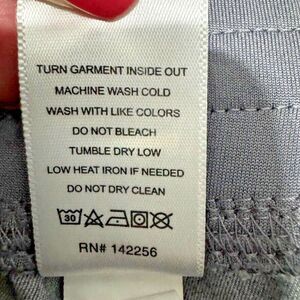 TURN GARMENT INSIDE OUT
MACHINE WASH COLD
WASH WITH LIKE COLORS
DO NOT BLEACH
TUMBLE DRY LOW
LOW HEAT IRON IF NEEDED
DO NOT DRY CLEAN
30
RN# 142256